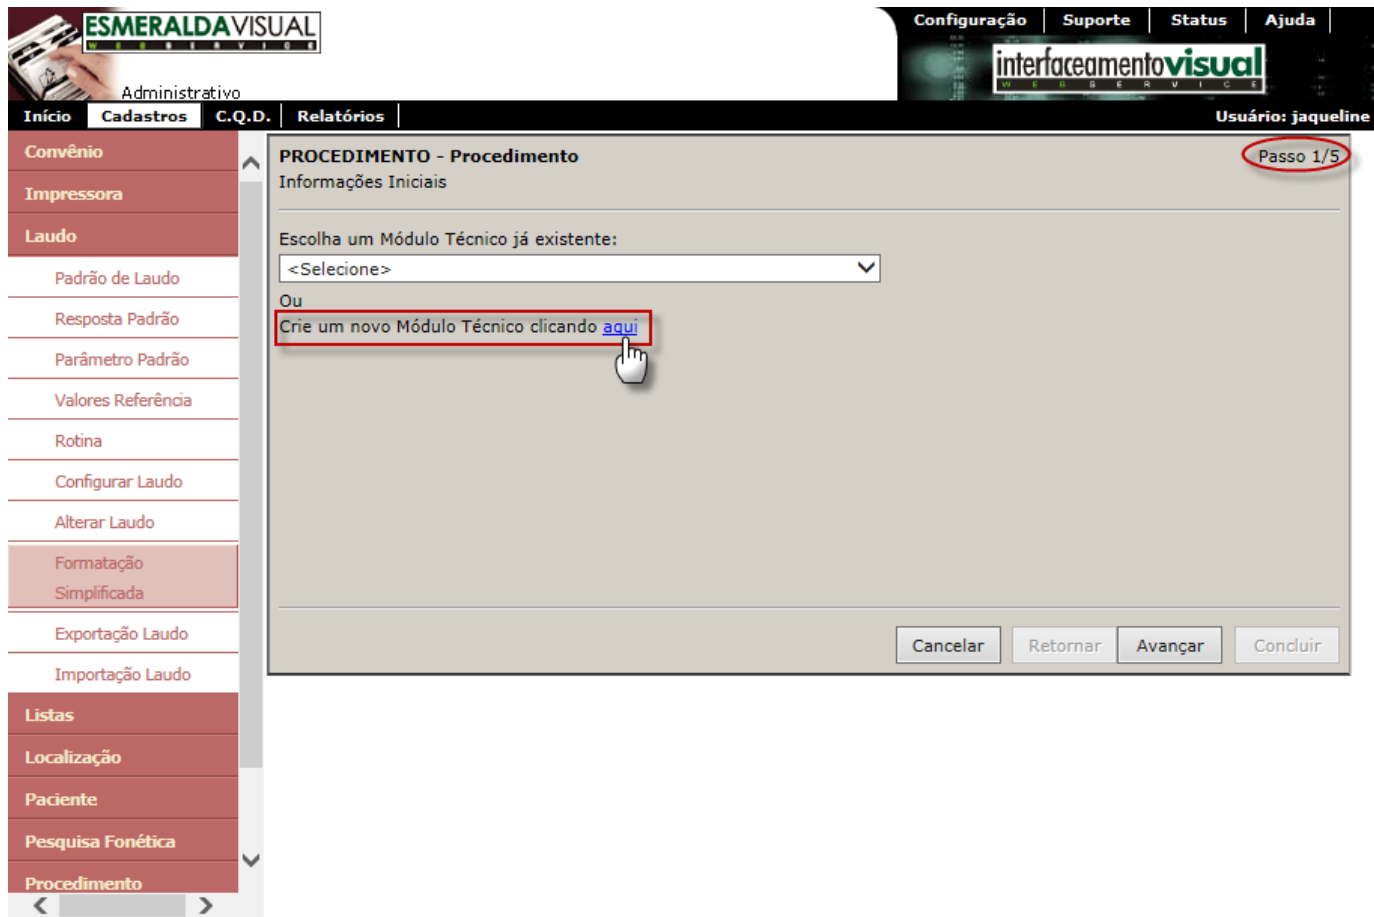 ESMERALDAVISUAL
WEBSERVICE
Administrativo
Configuração
Suporte
Status
Ajuda
interfaceamentovisual
WEBSERVICE
Início
Cadastros
C.Q.D.
Relatórios
Usuário: jaqueline
Convênio
Impressora
Laudo
Padrão de Laudo
Resposta Padrão
Parâmetro Padrão
Valores Referência
Rotina
Configurar Laudo
Alterar Laudo
Formatação
Simplificada
Exportação Laudo
Importação Laudo
Listas
Localização
Paciente
Pesquisa Fonética
Procedimento
PROCEDIMENTO - Procedimento
Passo 1/5
Informações Iniciais
Escolha um Módulo Técnico já existente:
<Selecione>
Ou
Crie um novo Módulo Técnico clicando aqui
Cancelar
Retornar
Avançar
Concluir